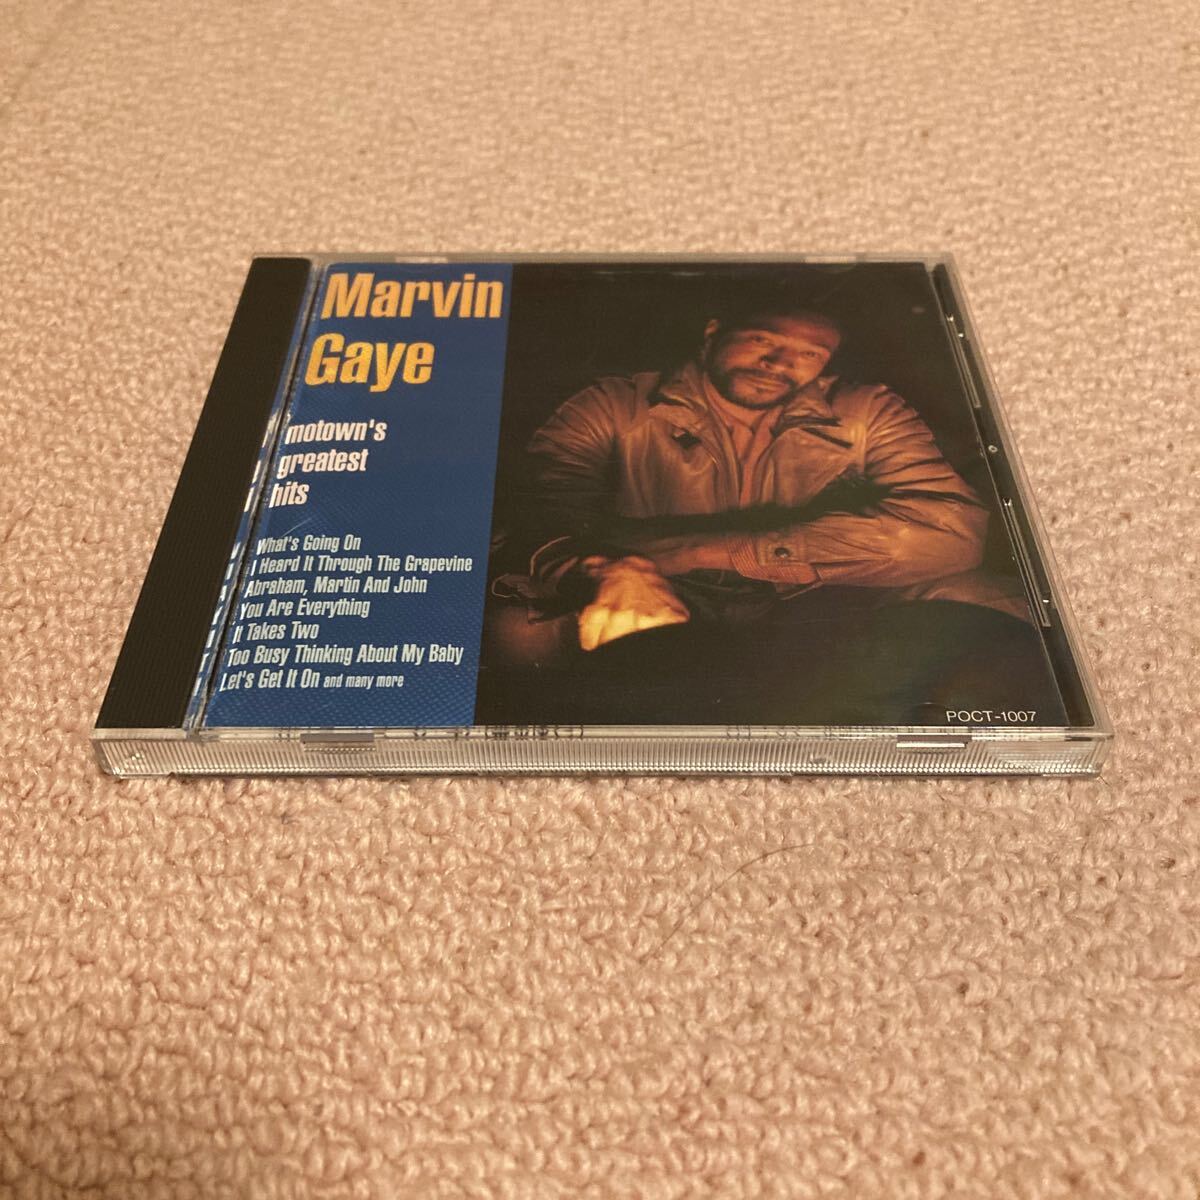 Marvin
Gaye
motown's
greatest
hits
What's Going On
I Heard It Through The Grapevine
Abraham, Martin And John
You Are Everything
It Takes Two
Too Busy Thinking About My Baby
Let's Get It On and many more
POCT-1007